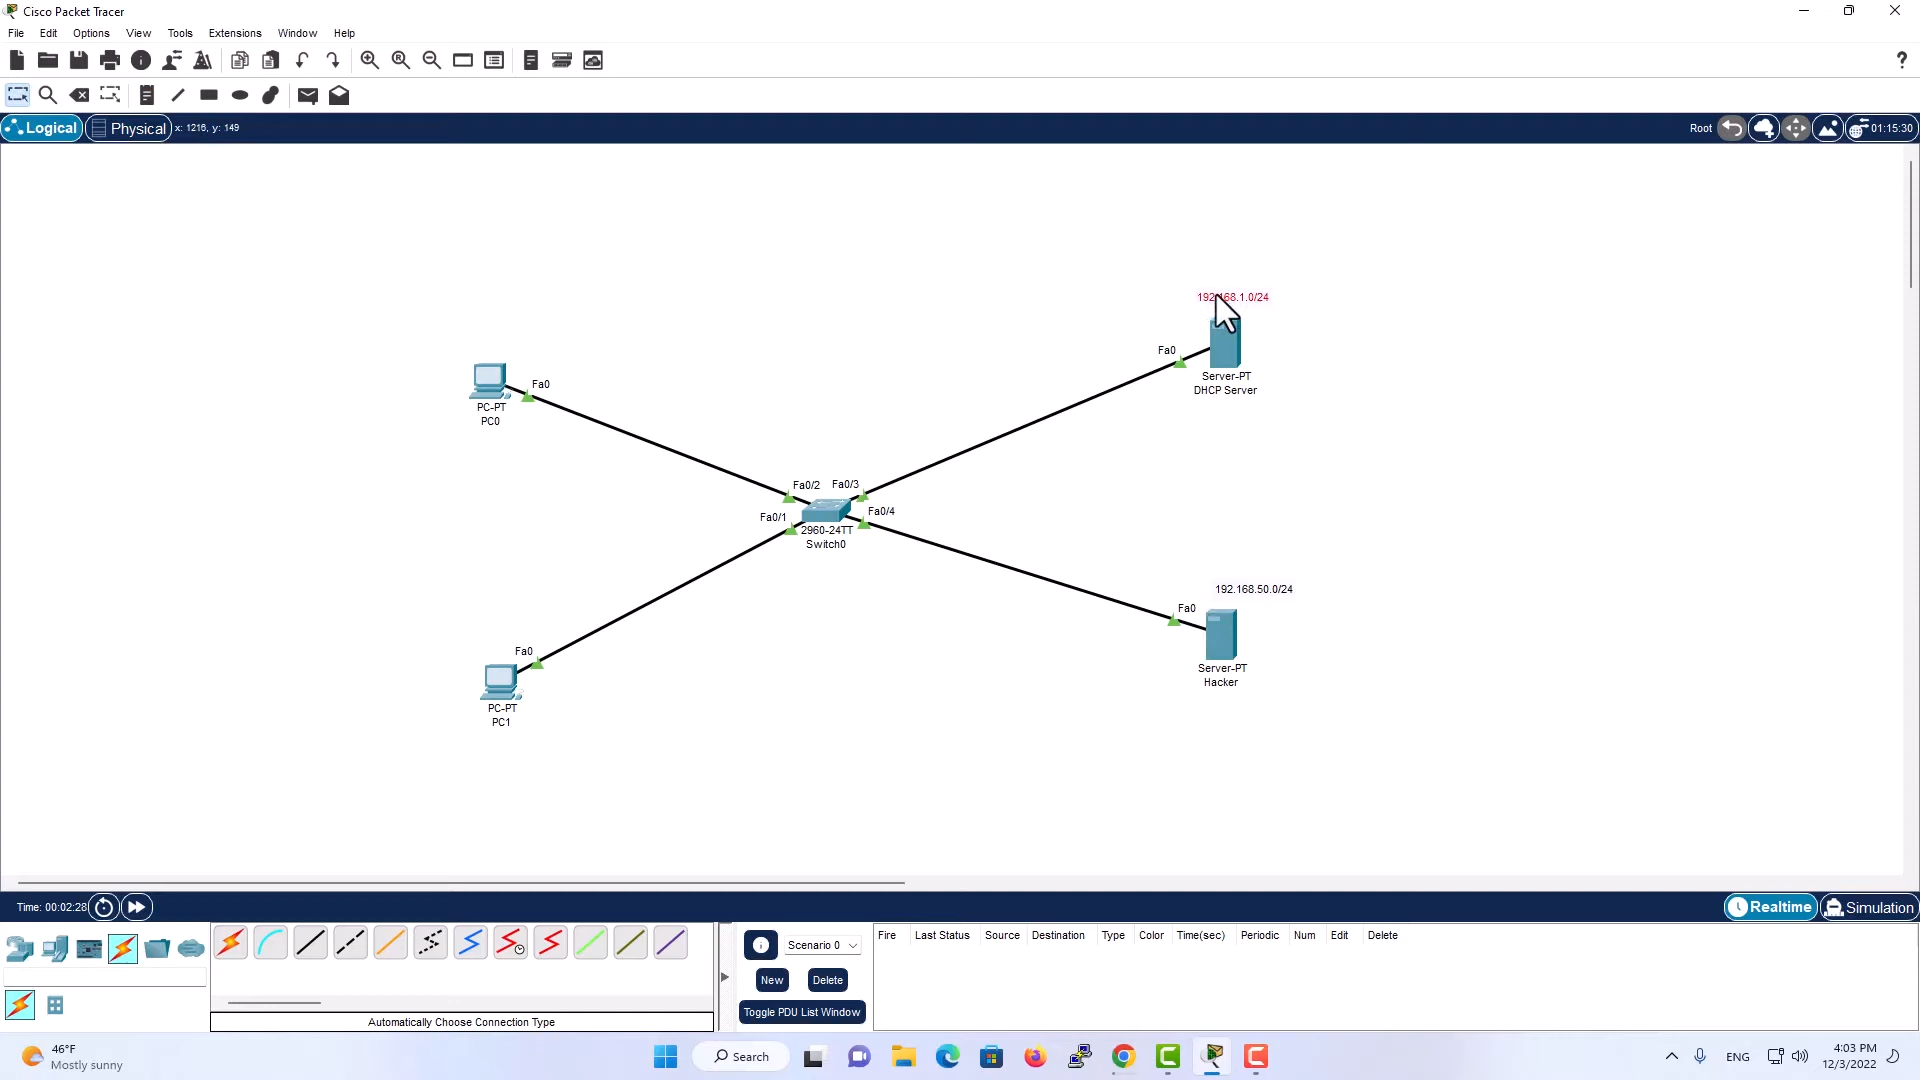 Cisco Packet Tracer
File Edit Options View Tools Extensions Window Help
?
Logical Physical x: 1216, y: 149 Root 01:15:30
192.168.1.0/24
Fa0
Server-PT
DHCP Server
Fa0
PC-PT
PC0
Fa0/2 Fa0/3
Fa0/1 Fa0/4
2960-24TT
Switch0
192.168.50.0/24
Fa0
Server-PT
Hacker
Fa0
PC-PT
PC1
Time: 00:02:28 Realtime Simulation
Scenario 0
New Delete
Toggle PDU List Window
Fire Last Status Source Destination Type Color Time(sec) Periodic Num Edit Delete
Automatically Choose Connection Type
46°F
Mostly sunny
Search
ENG
4:03 PM
12/3/2022